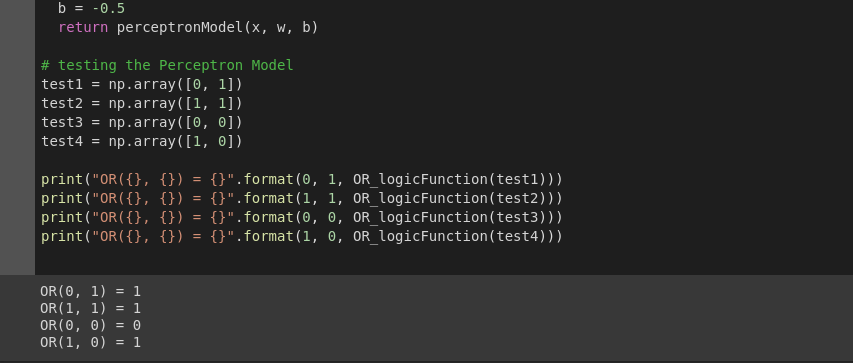 b = -0.5
return perceptronModel(x, w, b)
# testing the Perceptron Model
test1 = np.array([0, 1])
test2 = np.array([1, 1])
test3 = np.array([0, 0])
test4 = np.array([1, 0])
print("OR({}, {}) = {}".format(0, 1, OR_logicFunction(test1)))
print("OR({}, {}) = {}".format(1, 1, OR_logicFunction(test2)))
print("OR({}, {}) = {}".format(0, 0, OR_logicFunction(test3)))
print("OR({}, {}) = {}".format(1, 0, OR_logicFunction(test4)))
OR(0, 1) = 1
OR(1, 1) = 1
OR(0, 0) = 0
OR(1, 0) = 1